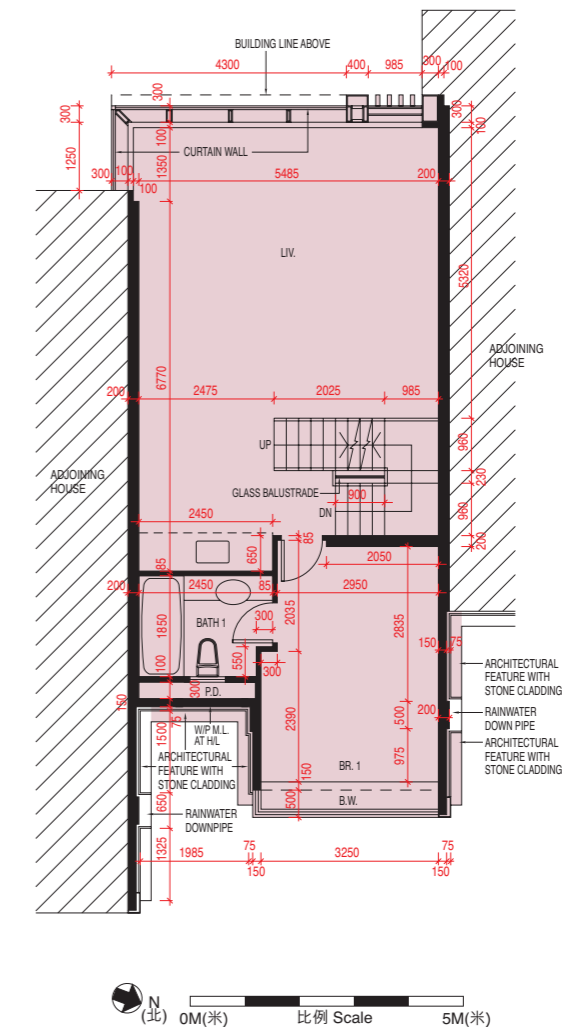 BUILDING LINE ABOVE
4300
400
985
300
100
300
300
300
100
1250
100
1350
CURTAIN WALL
300
100
100
5485
200
LIV.
5320
6770
ADJOINING
HOUSE
200
2475
2025
985
UP
960
ADJOINING
HOUSE
GLASS BALUSTRADE
900
230
DN
960
2450
650
85
200
2050
85
200
2450
85
2950
BATH 1
300
2035
2835
1850
150
75
550
300
100
ARCHITECTURAL
FEATURE WITH
STONE CLADDING
P.D.
300
150
75
W/P M.L.
AT H/L
2390
200
500
RAINWATER
DOWN PIPE
1500
ARCHITECTURAL
FEATURE WITH
STONE CLADDING
BR. 1
975
ARCHITECTURAL
FEATURE WITH
STONE CLADDING
150
650
500
B.W.
RAINWATER
DOWNPIPE
1325
1985
75
3250
75
150
150
N
(北)
0M(米)
比例 Scale
5M(米)